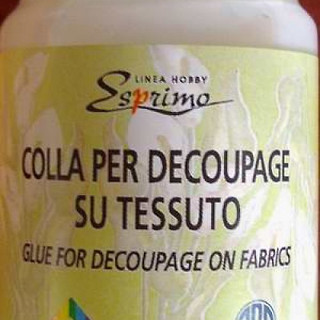 LINEA HOBBY
Esprimo
COLLA PER DECOUPAGE
SU TESSUTO
GLUE FOR DECOUPAGE ON FABRICS